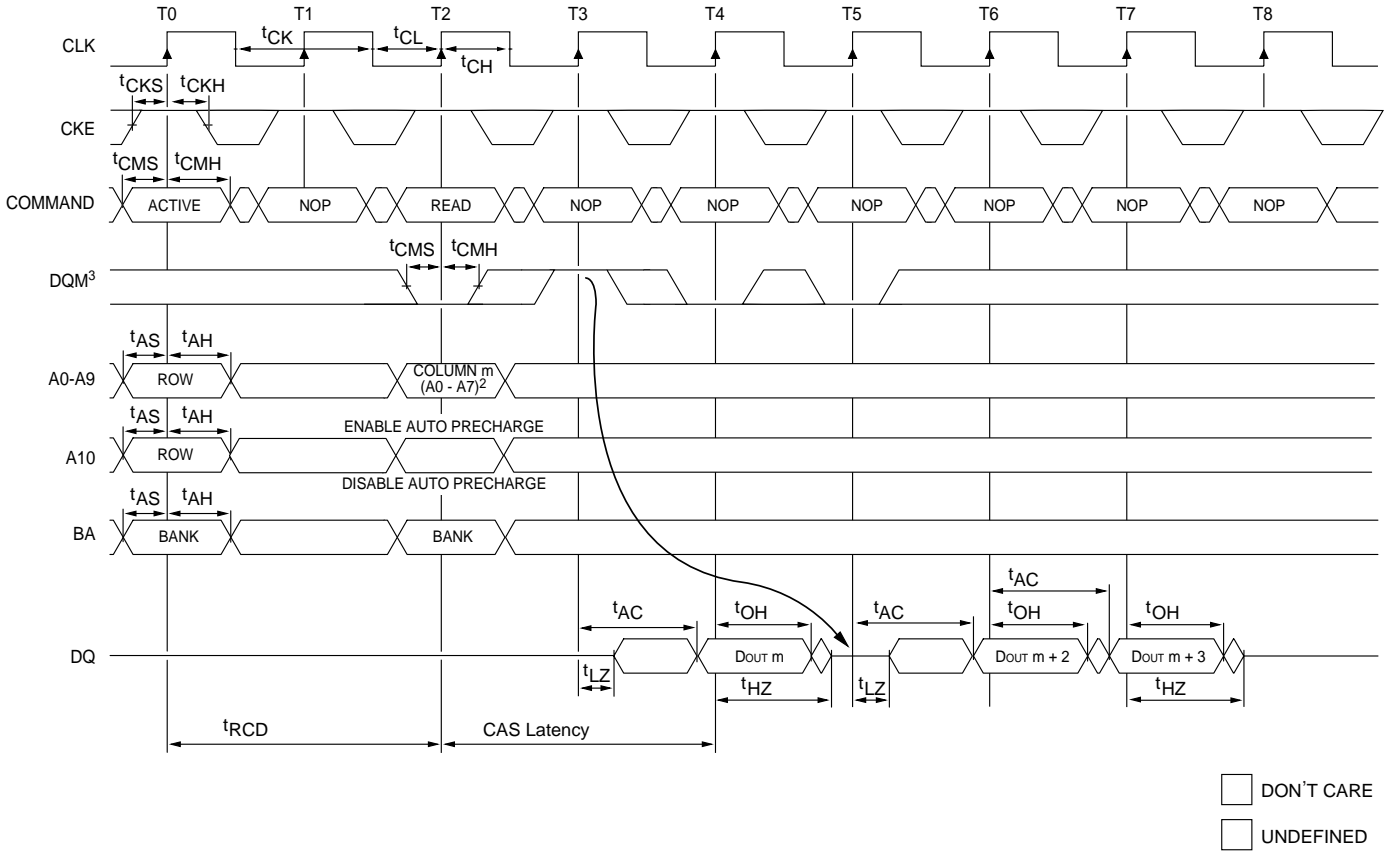 T0 T1 T2 T3 T4 T5 T6 T7 T8
CLK tCK tCL tCH
tCKS tCKH
CKE
tCMS tCMH
COMMAND ACTIVE NOP READ NOP NOP NOP NOP NOP NOP
tCMS tCMH
DQM3
tAS tAH
A0-A9 ROW COLUMN m
(A0 - A7)2
tAS tAH ENABLE AUTO PRECHARGE
A10 ROW
DISABLE AUTO PRECHARGE
tAS tAH
BA BANK BANK
tAC
tAC tOH tAC tOH tOH
DQ DOUT m DOUT m + 2 DOUT m + 3
tLZ tHZ tLZ tHZ
tRCD CAS Latency
DON'T CARE
UNDEFINED